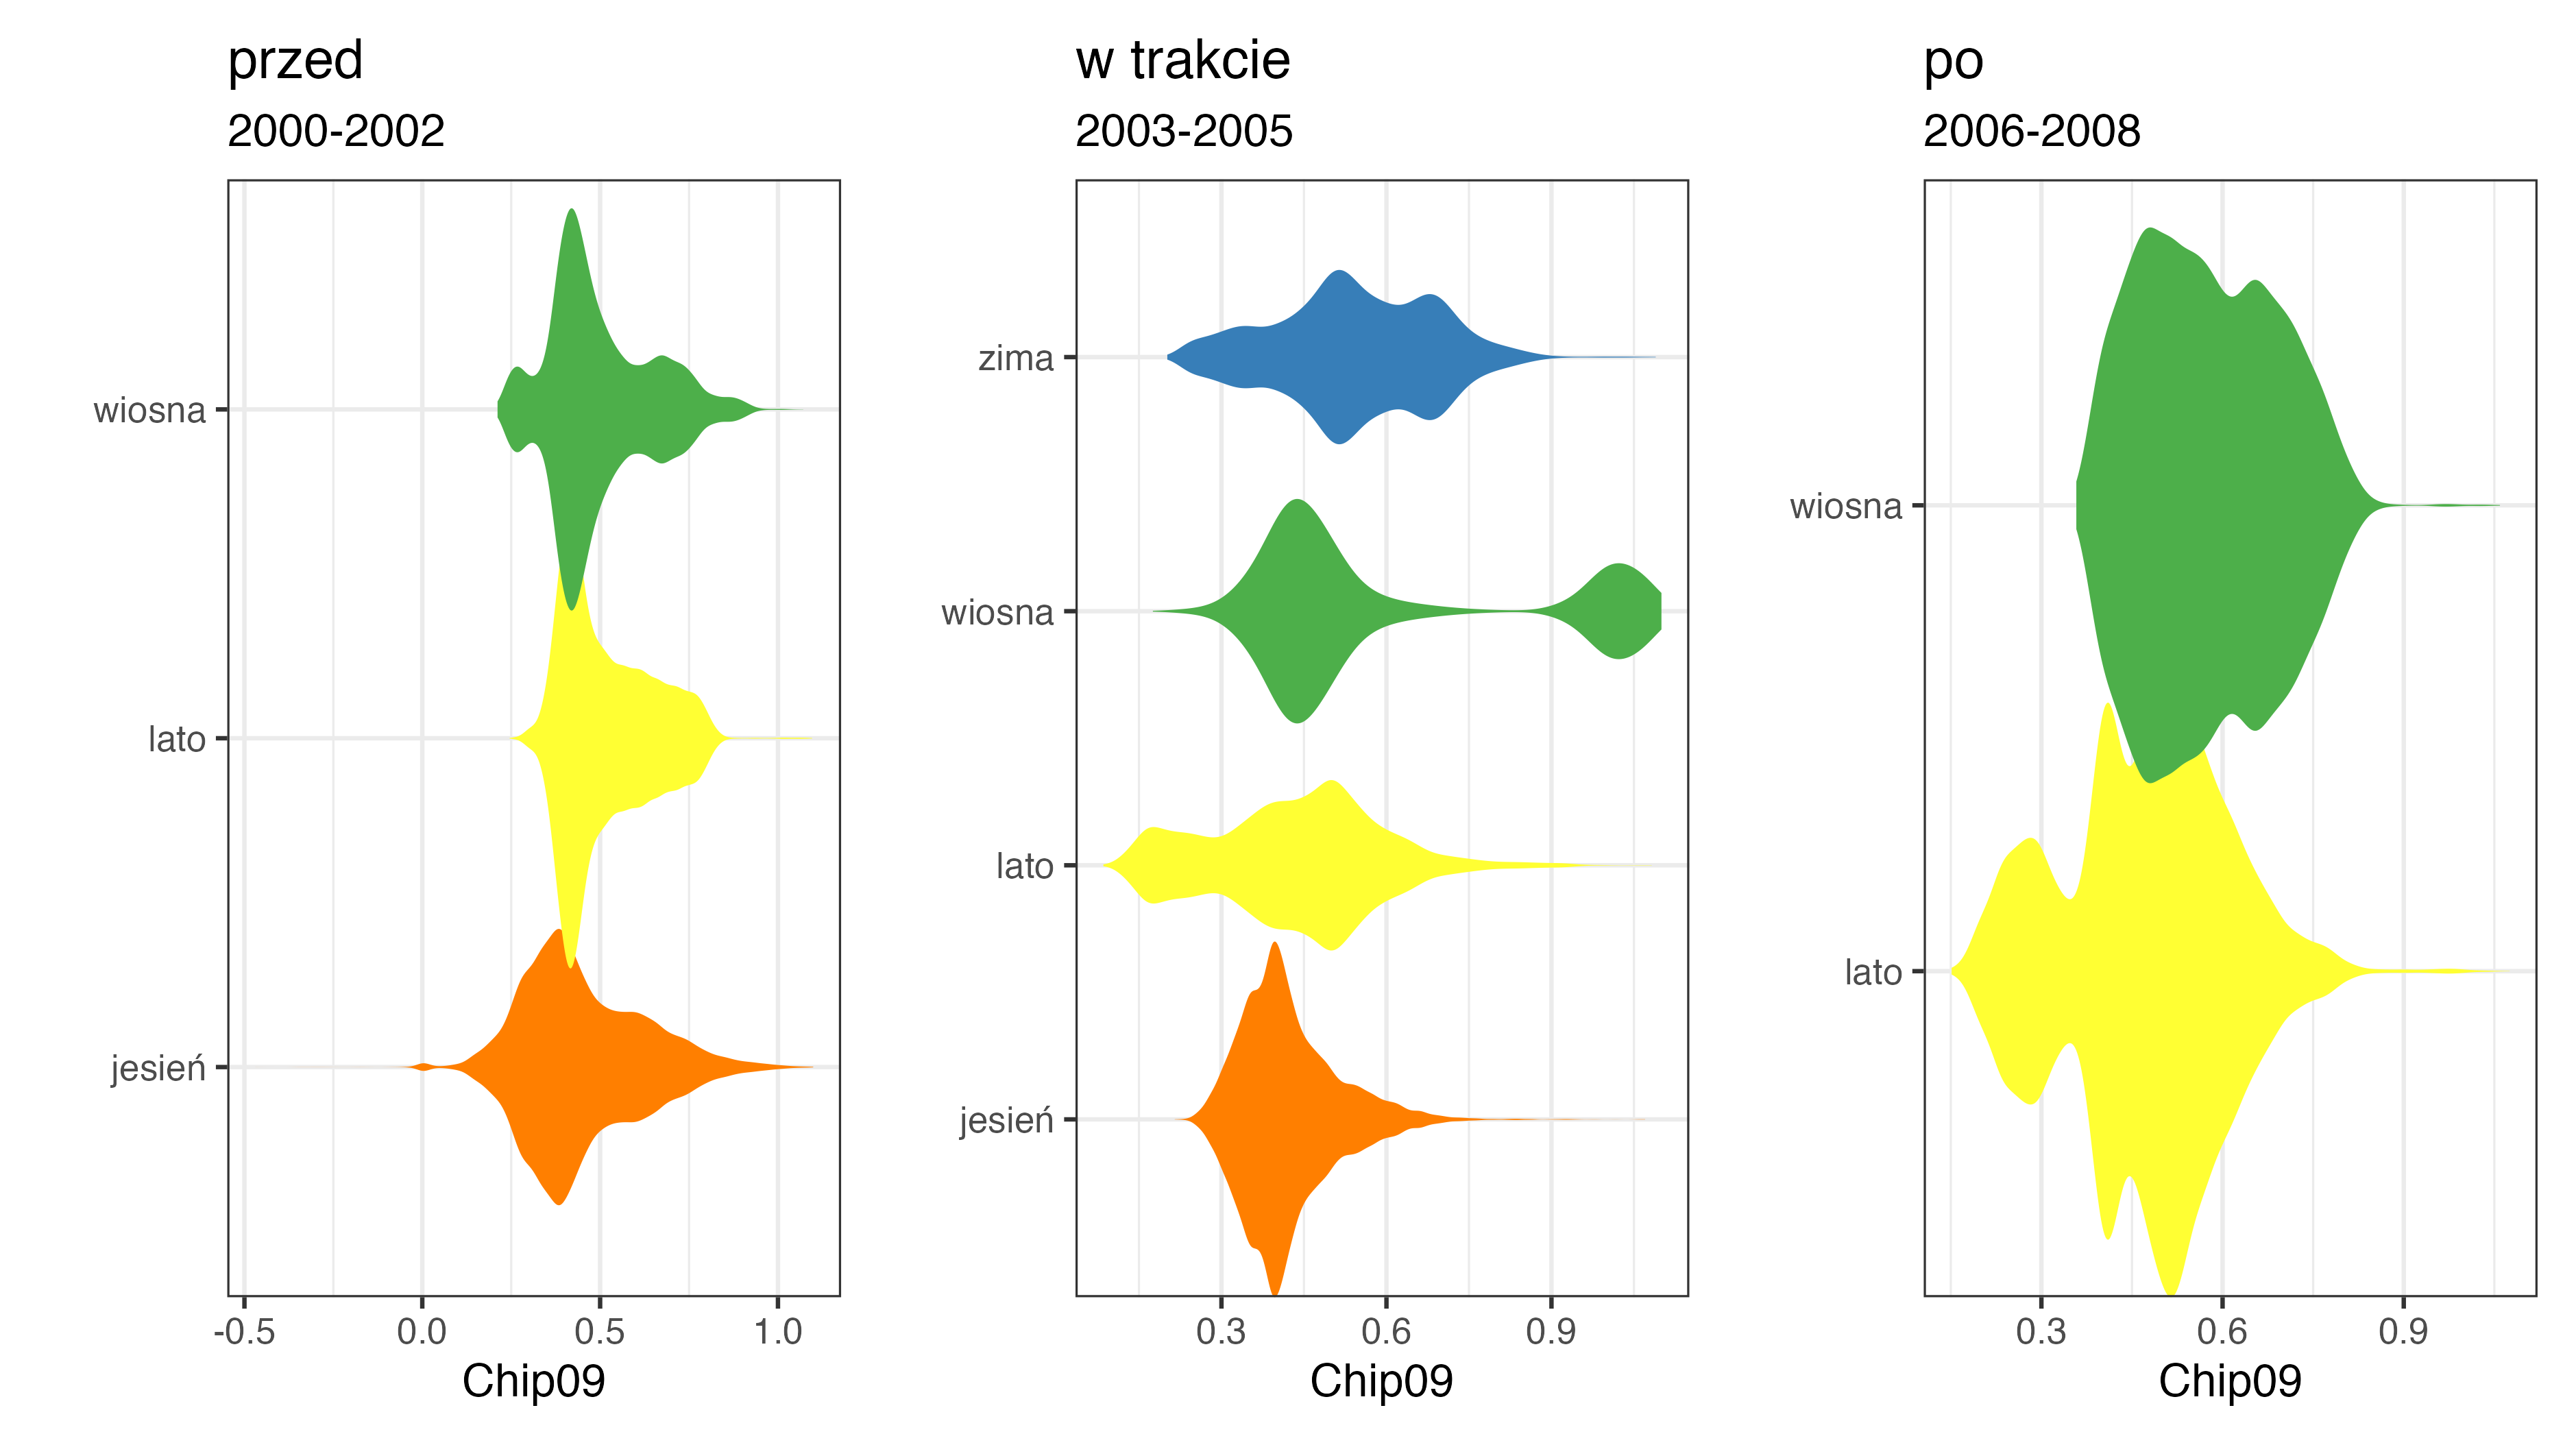 przed
2000-2002
wiosna
lato
jesień
-0.5 0.0 0.5 1.0
Chip09
w trakcie
2003-2005
zima
wiosna
lato
jesień
0.3 0.6 0.9
Chip09
po
2006-2008
wiosna
lato
0.3 0.6 0.9
Chip09